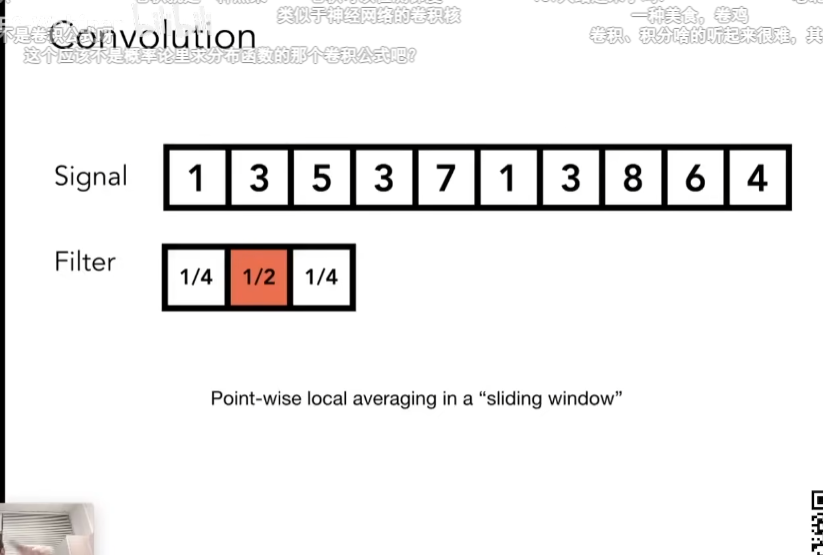 类似于神经网络的卷积核
一种美食，卷鸡
不是卷积公式吗
Convolution
卷积、积分啥的听起来很难，其
这个应该不是概率论里求分布函数的那个卷积公式吧？
Signal 1 3 5 3 7 1 3 8 6 4
Filter 1/4 1/2 1/4
Point-wise local averaging in a “sliding window”